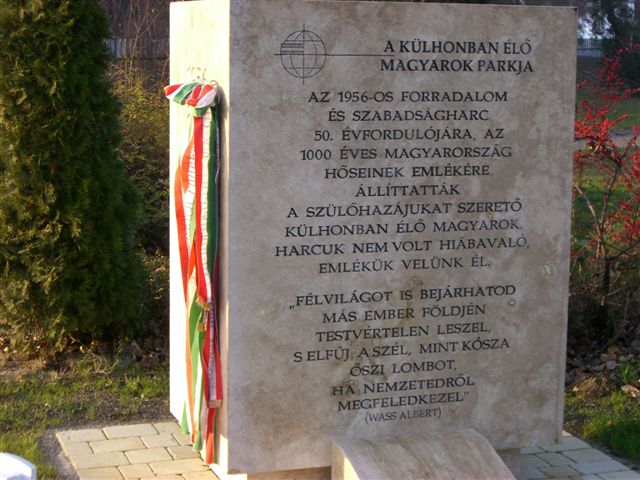 A KÜLHONBAN ÉLŐ
MAGYAROK PARKJA
AZ 1956-OS FORRADALOM
ÉS SZABADSÁGHARC
50. ÉVFORDULÓJÁRA, AZ
1000 ÉVES MAGYARORSZÁG
HŐSEINEK EMLÉKÉRE
ÁLLÍTTATTÁK
A SZÜLŐHAZÁJUKAT SZERETŐ
KÜLHONBAN ÉLŐ MAGYAROK.
HARCUK NEM VOLT HIÁBAVALÓ,
EMLÉKÜK VELÜNK ÉL.
„FÉLVILÁGOT IS BEJÁRHATOD
MÁS EMBER FÖLDJÉN
TESTVÉRTELEN LESZEL,
S ELFÚJ A SZÉL, MINT KÓSZA
ŐSZI LOMBOT,
HA NEMZETEDRŐL
MEGFELEDKEZEL"
(WASS ALBERT)